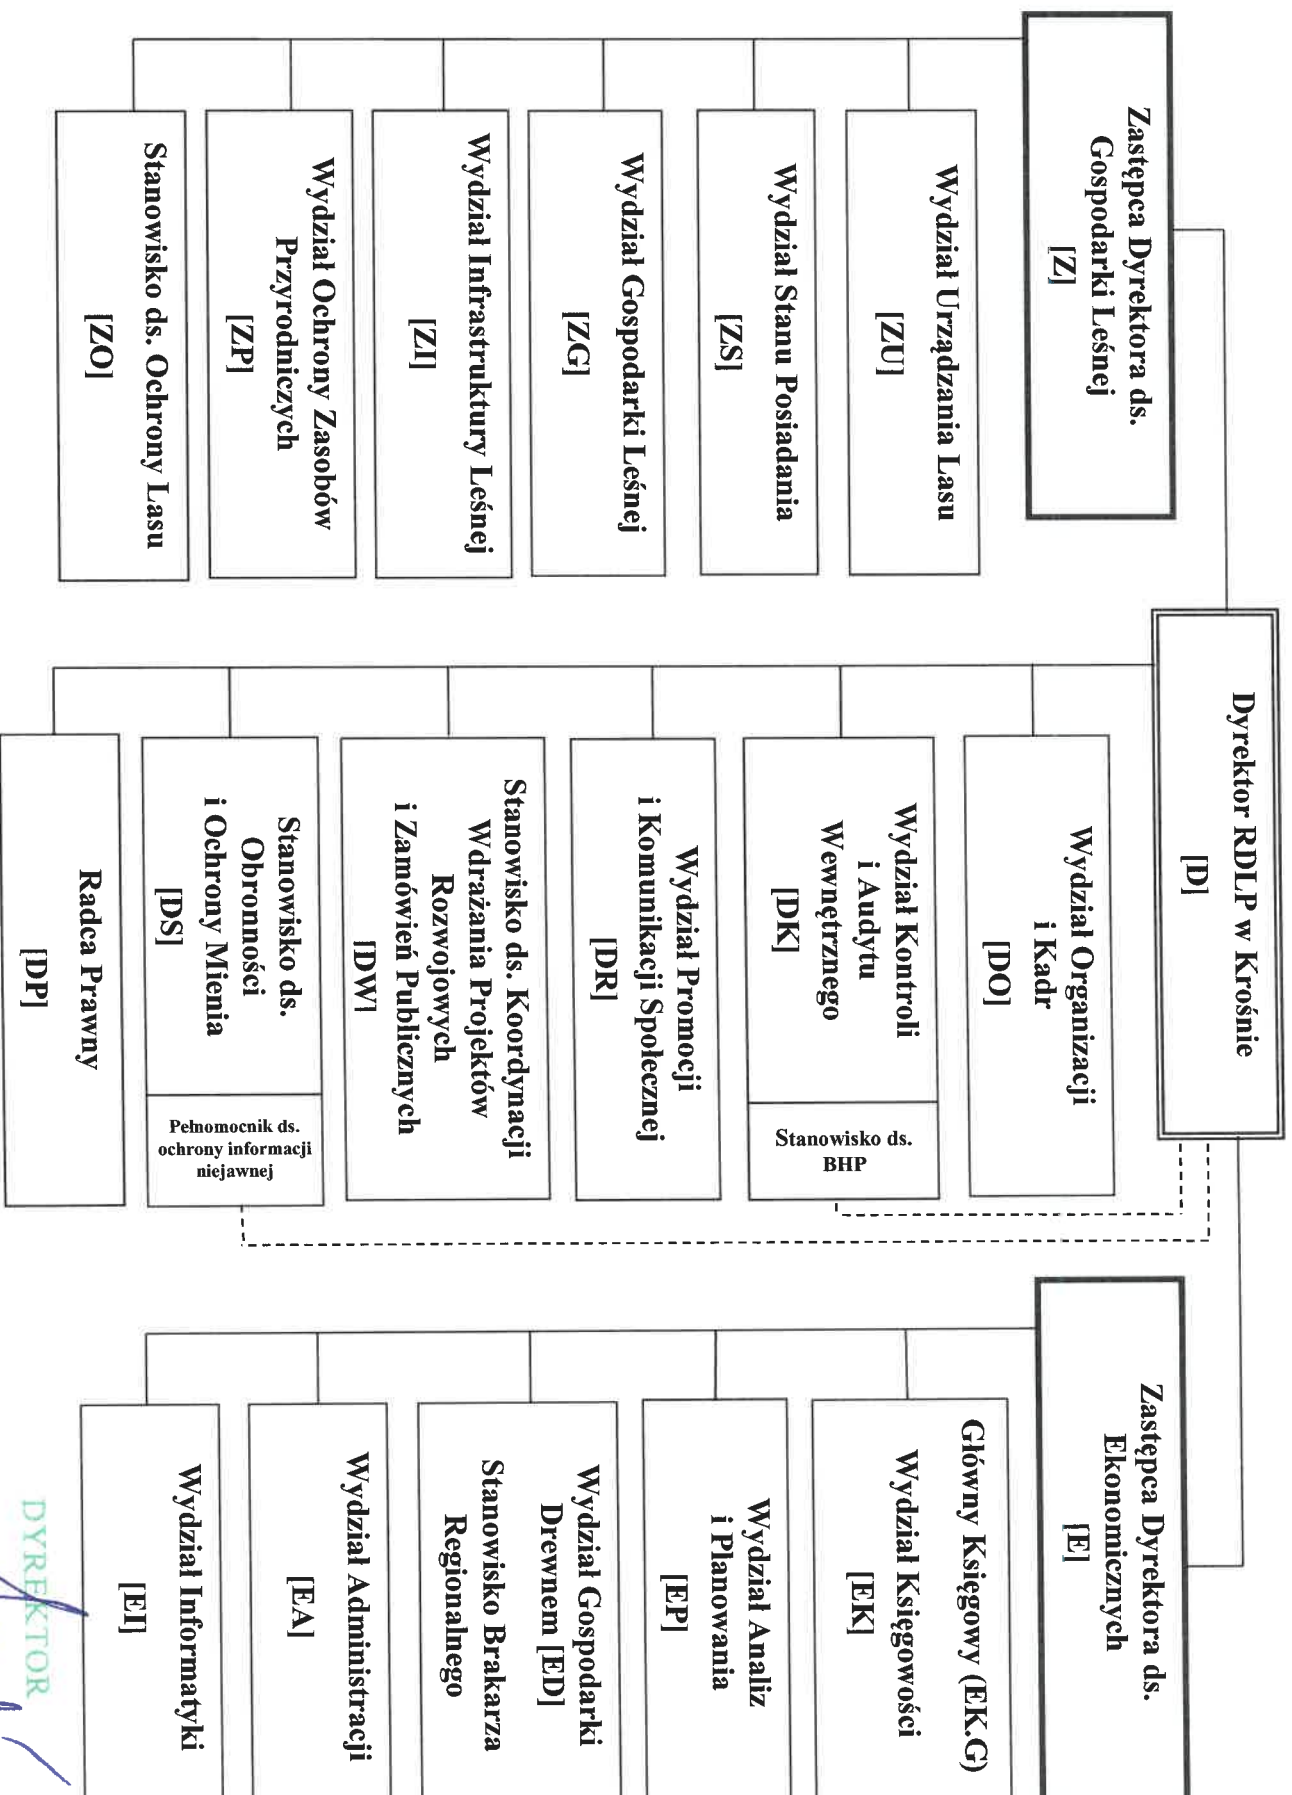 Dyrektor RDLP w Krośnie
[D]
Zastępca Dyrektora ds.
Gospodarki Leśnej
[Z]
Wydział Urządzania Lasu
[ZU]
Wydział Stanu Posiadania
[ZS]
Wydział Gospodarki Leśnej
[ZG]
Wydział Infrastruktury Leśnej
[ZI]
Wydział Ochrony Zasobów
Przyrodniczych
[ZP]
Stanowisko ds. Ochrony Lasu
[ZO]
Wydział Organizacji
i Kadr
[DO]
Wydział Kontroli
i Audytu
Wewnętrznego
[DK]
Stanowisko ds.
BHP
Wydział Promocji
i Komunikacji Społecznej
[DR]
Stanowisko ds. Koordynacji
Wdrażania Projektów
Rozwojowych
i Zamówień Publicznych
[DW]
Stanowisko ds.
Obronności
i Ochrony Mienia
[DS]
Pełnomocnik ds.
ochrony informacji
niejawnej
Radca Prawny
[DP]
Zastępca Dyrektora ds.
Ekonomicznych
[E]
Główny Księgowy (EK.G)
Wydział Księgowości
[EK]
Wydział Analiz
i Planowania
[EP]
Wydział Gospodarki
Drewnem [ED]
Stanowisko Brakarza
Regionalnego
Wydział Administracji
[EA]
Wydział Informatyki
[EI]
DYREKTOR